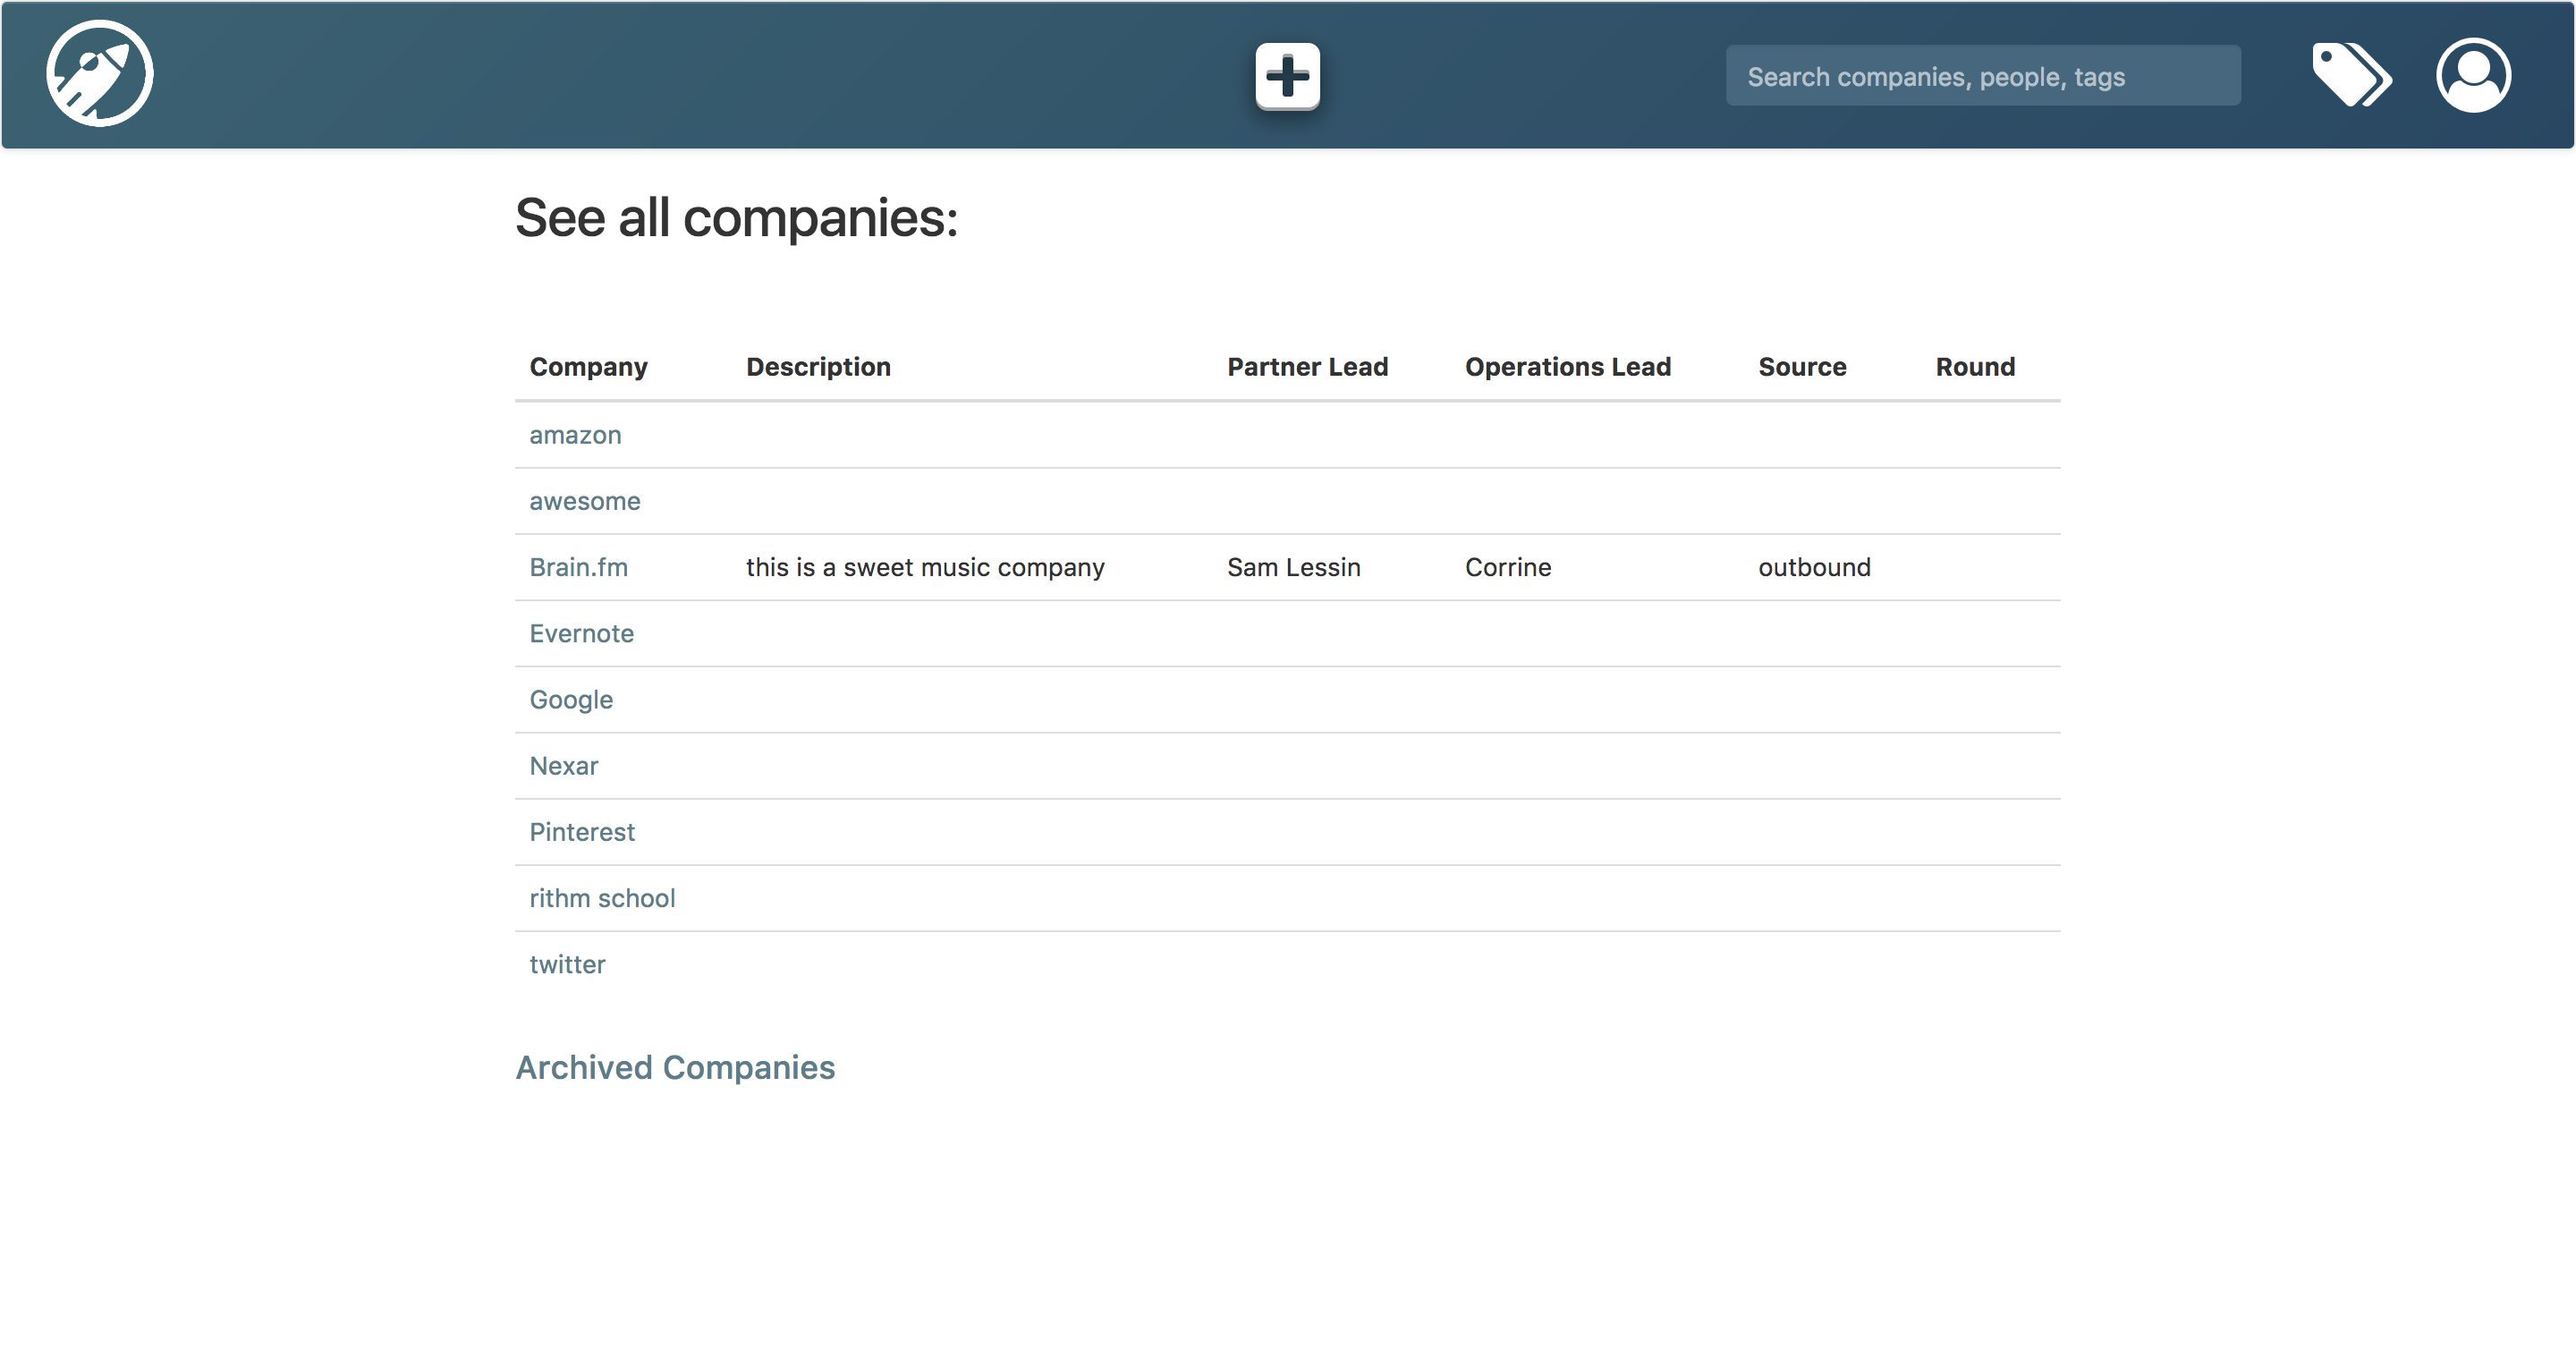 Search companies, people, tags
See all companies:
Company Description Partner Lead Operations Lead Source Round
amazon
awesome
Brain.fm this is a sweet music company Sam Lessin Corrine outbound
Evernote
Google
Nexar
Pinterest
rithm school
twitter
Archived Companies